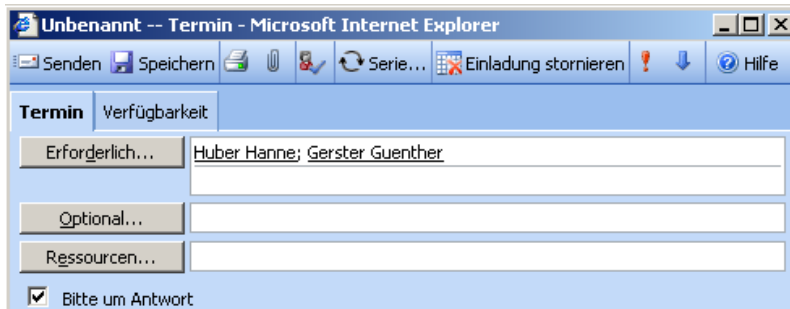 Unbenannt -- Termin - Microsoft Internet Explorer
Senden Speichern Serie... Einladung stornieren Hilfe
Termin Verfügbarkeit
Erforderlich... Huber Hanne; Gerster Guenther
Optional...
Ressourcen...
Bitte um Antwort